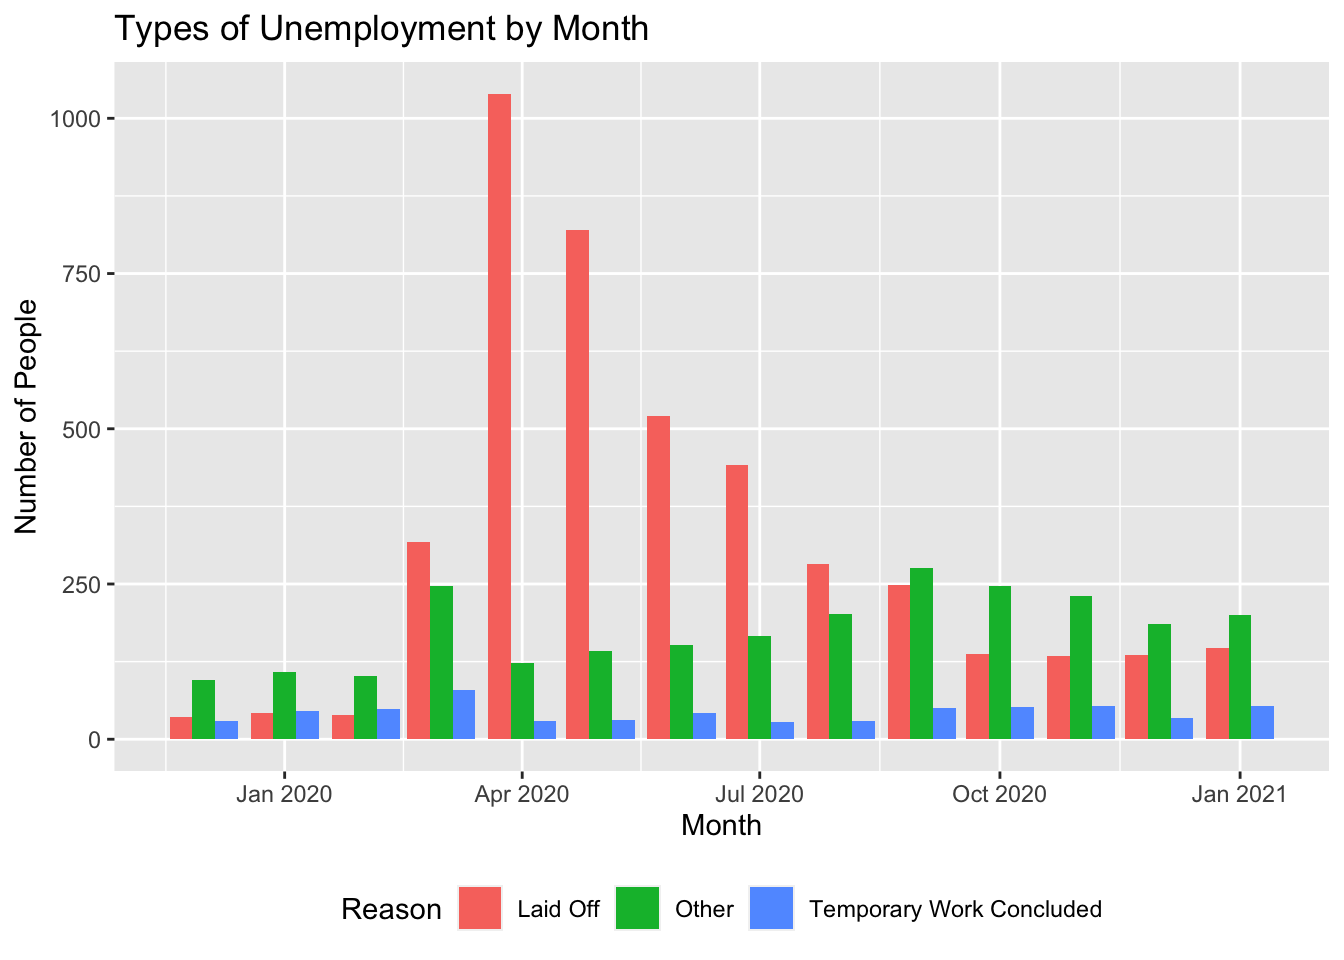 Types of Unemployment by Month
Number of People
1000
750
500
250
0
Jan 2020 Apr 2020 Jul 2020 Oct 2020 Jan 2021
Month
Reason Laid Off Other Temporary Work Concluded